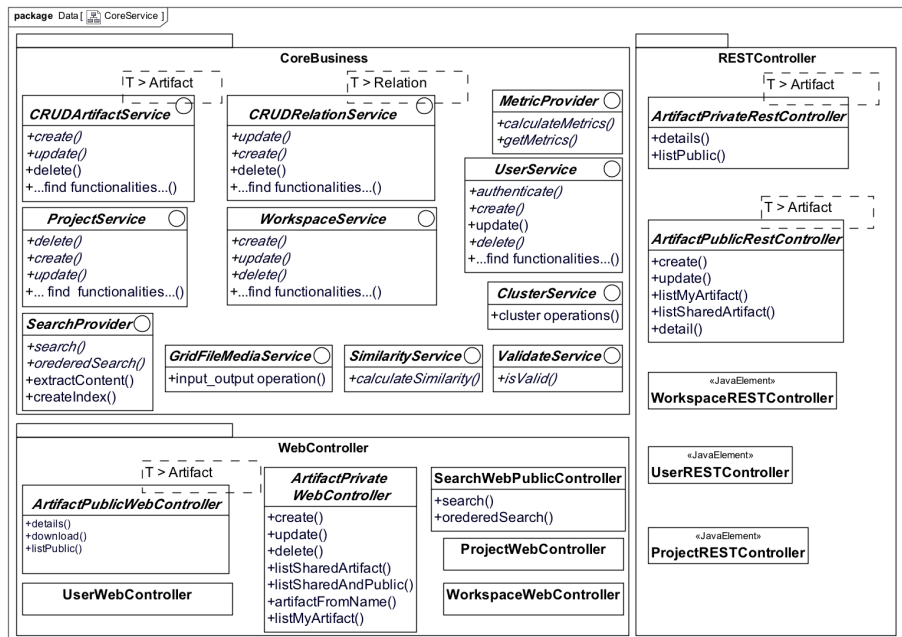 package Data[ CoreService ]
CoreBusiness
T > Artifact
CRUDArtifactService
+create()
+update()
+delete()
+...find functionalities...()
T > Relation
CRUDRelationService
+update()
+create()
+delete()
+...find functionalities...()
MetricProvider
+calculateMetrics()
+getMetrics()
UserService
+authenticate()
+create()
+update()
+delete()
+...find functionalities...()
ProjectService
+delete()
+create()
+update()
+... find functionalities...()
WorkspaceService
+create()
+update()
+delete()
+...find functionalities...()
ClusterService
+cluster operations()
SearchProvider
+search()
+orederedSearch()
+extractContent()
+createIndex()
GridFileMediaService
+input_output operation()
SimilarityService
+calculateSimilarity()
ValidateService
+isValid()
WebController
T > Artifact
ArtifactPublicWebController
+details()
+download()
+listPublic()
UserWebController
ArtifactPrivate
WebController
+create()
+update()
+delete()
+listSharedArtifact()
+listSharedAndPublic()
+artifactFromName()
+listMyArtifact()
SearchWebPublicController
+search()
+orederedSearch()
ProjectWebController
WorkspaceWebController
RESTController
T > Artifact
ArtifactPrivateRestController
+details()
+listPublic()
T > Artifact
ArtifactPublicRestController
+create()
+update()
+listMyArtifact()
+listSharedArtifact()
+detail()
«JavaElement»
WorkspaceRESTController
«JavaElement»
UserRESTController
«JavaElement»
ProjectRESTController